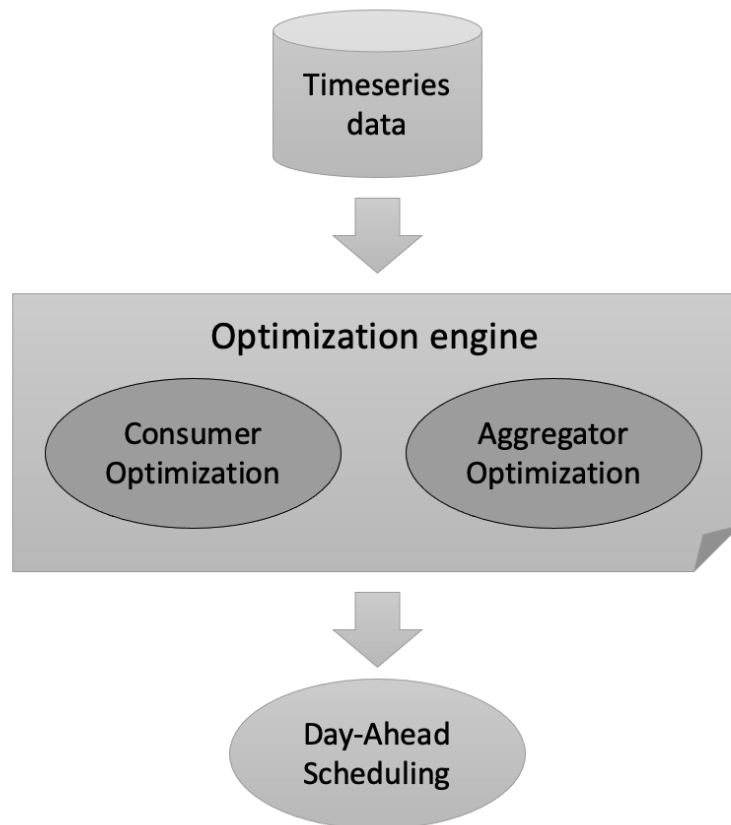 Timeseries
data
Optimization engine
Consumer
Optimization
Aggregator
Optimization
Day-Ahead
Scheduling